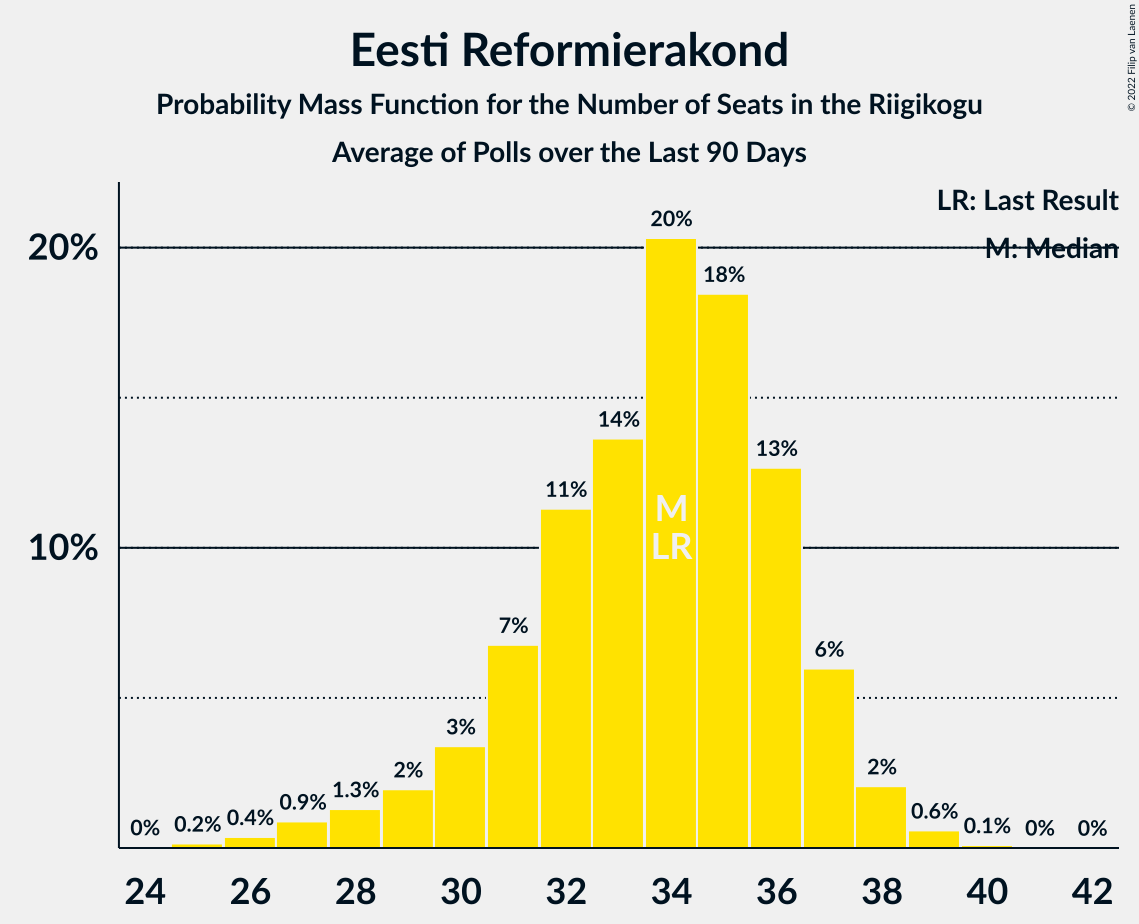 Eesti Reformierakond
Probability Mass Function for the Number of Seats in the Riigikogu
Average of Polls over the Last 90 Days
© 2022 Filip van Laenen
LR: Last Result
M: Median
20%
10%
0%
0.2%
0.4%
0.9%
1.3%
2%
3%
7%
11%
14%
20%
18%
13%
6%
2%
0.6%
0.1%
0%
0%
M
LR
24 26 28 30 32 34 36 38 40 42